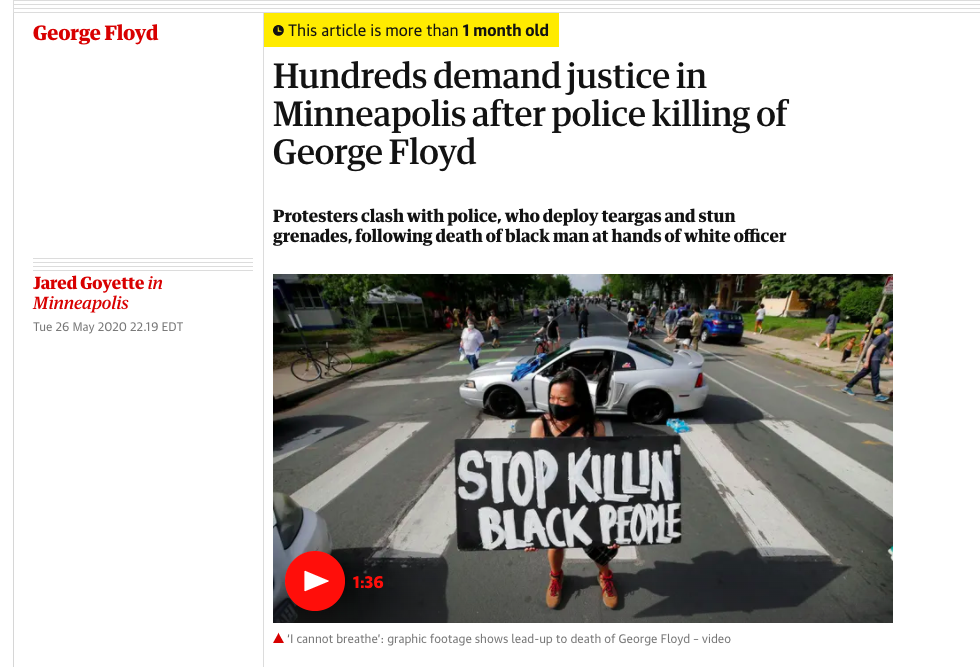 George Floyd
This article is more than 1 month old
Hundreds demand justice in
Minneapolis after police killing of
George Floyd
Protesters clash with police, who deploy teargas and stun
grenades, following death of black man at hands of white officer
Jared Goyette in
Minneapolis
Tue 26 May 2020 22.19 EDT
STOP KILLIN'
BLACK PEOPLE
1:36
'I cannot breathe': graphic footage shows lead-up to death of George Floyd – video